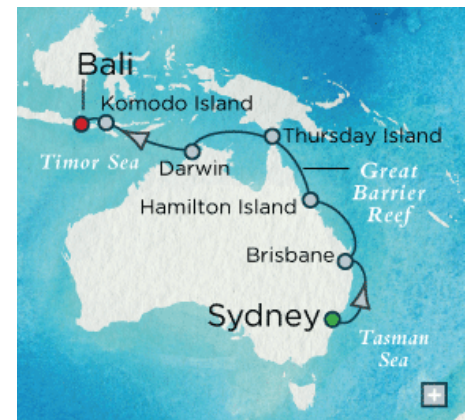 Bali
Komodo Island
Thursday Island
Timor Sea
Darwin
Great
Barrier
Reef
Hamilton Island
Brisbane
Sydney
Tasman
Sea